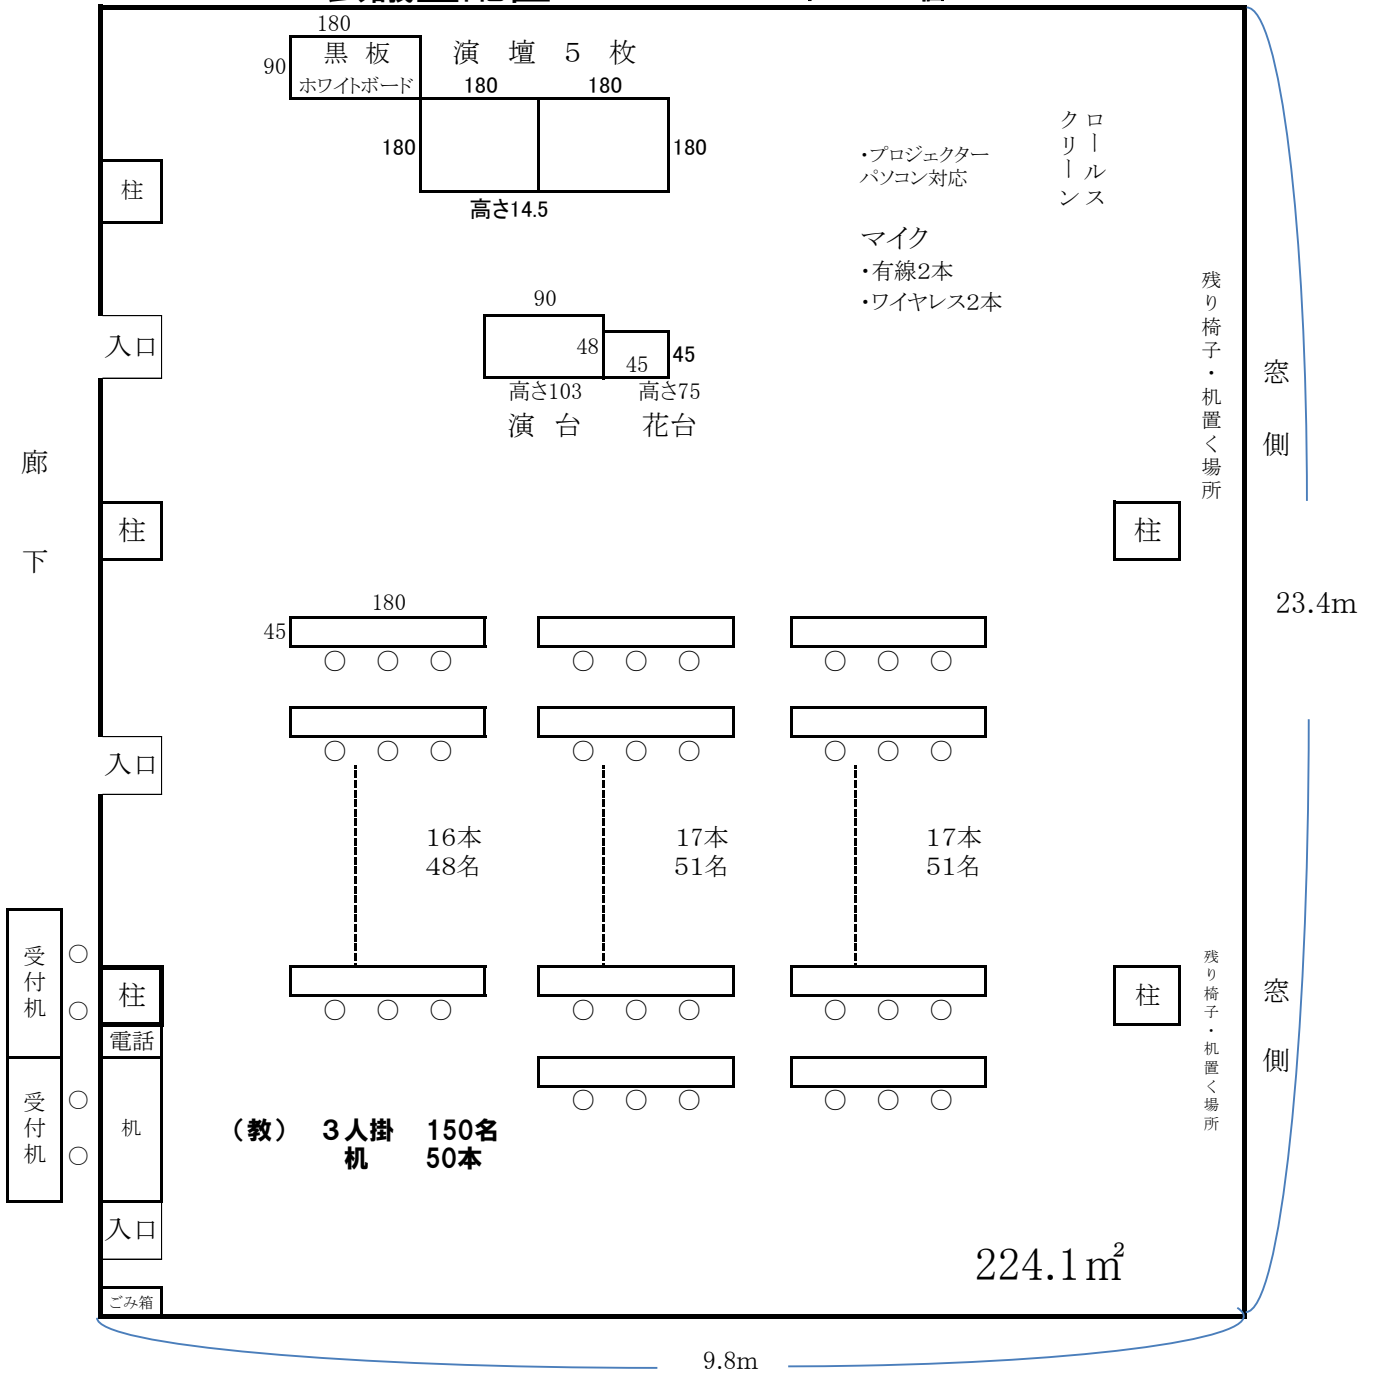 180
黒 板
ホワイトボード
90
演 壇 5 枚
180
180
180
180
高さ14.5
ロールス
クリーン
・プロジェクター
パソコン対応
マイク
・有線2本
・ワイヤレス2本
柱
入口
90
48
45
45
高さ103
高さ75
演 台
花台
残り椅子・机置く場所
窓側
廊下
柱
柱
23.4m
180
45
入口
16本
48名
17本
51名
17本
51名
受付机
柱
電話
受付机
机
柱
残り椅子・机置く場所
窓側
（教） 3人掛 150名
机 50本
入口
224.1㎡
ごみ箱
9.8m